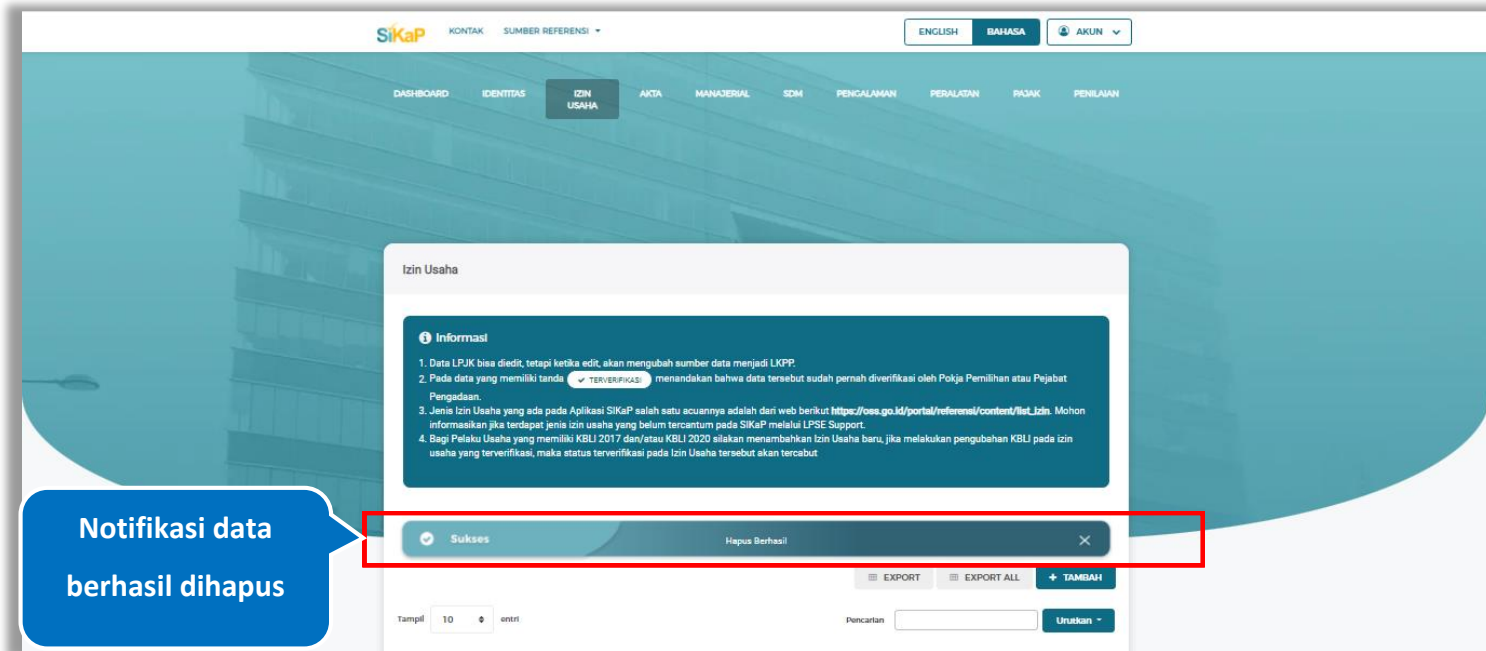 SiKaP KONTAK SUMBER REFERENSI ENGLISH BAHASA AKUN
DASHBOARD IDENTITAS IZIN USAHA AKTA MANAJERIAL SDM PENGALAMAN PERALATAN PAJAK PENILAIAN
Izin Usaha
Informasi
1. Data LPJK bisa diedit, tetapi ketika edit, akan mengubah sumber data menjadi LKPP.
2. Pada data yang memiliki tanda TERVERIFIKASI menandakan bahwa data tersebut sudah pernah diverifikasi oleh Pokja Pemilihan atau Pejabat
Pengadaan.
3. Jenis Izin Usaha yang ada pada Aplikasi SIKaP salah satu acuannya adalah dari web berikut https://oss.go.id/portal/referensi/content/list_izin. Mohon
informasikan jika terdapat jenis izin usaha yang belum tercantum pada SIKaP melalui LPSE Support.
4. Bagi Pelaku Usaha yang memiliki KBLI 2017 dan/atau KBLI 2020 silakan menambahkan Izin Usaha baru, jika melakukan pengubahan KBLI pada izin
usaha yang terverifikasi, maka status terverifikasi pada Izin Usaha tersebut akan tercabut
Notifikasi data
berhasil dihapus
Sukses Hapus Berhasil
EXPORT EXPORT ALL + TAMBAH
Tampil 10 entri Pencarian Urutkan